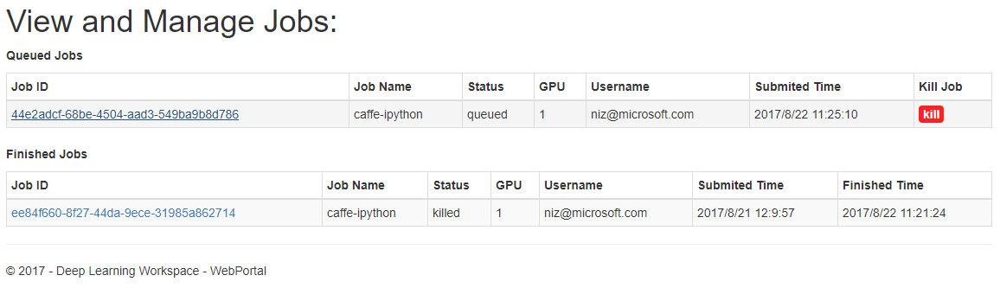 View and Manage Jobs:
Queued Jobs
Job ID Job Name Status GPU Username Submited Time Kill Job
44e2adcf-68be-4504-aad3-549ba9b8d786 caffe-ipython queued 1 niz@microsoft.com 2017/8/22 11:25:10 kill
Finished Jobs
Job ID Job Name Status GPU Username Submited Time Finished Time
ee84f660-8f27-44da-9ece-31985a862714 caffe-ipython killed 1 niz@microsoft.com 2017/8/21 12:9:57 2017/8/22 11:21:24
© 2017 - Deep Learning Workspace - WebPortal